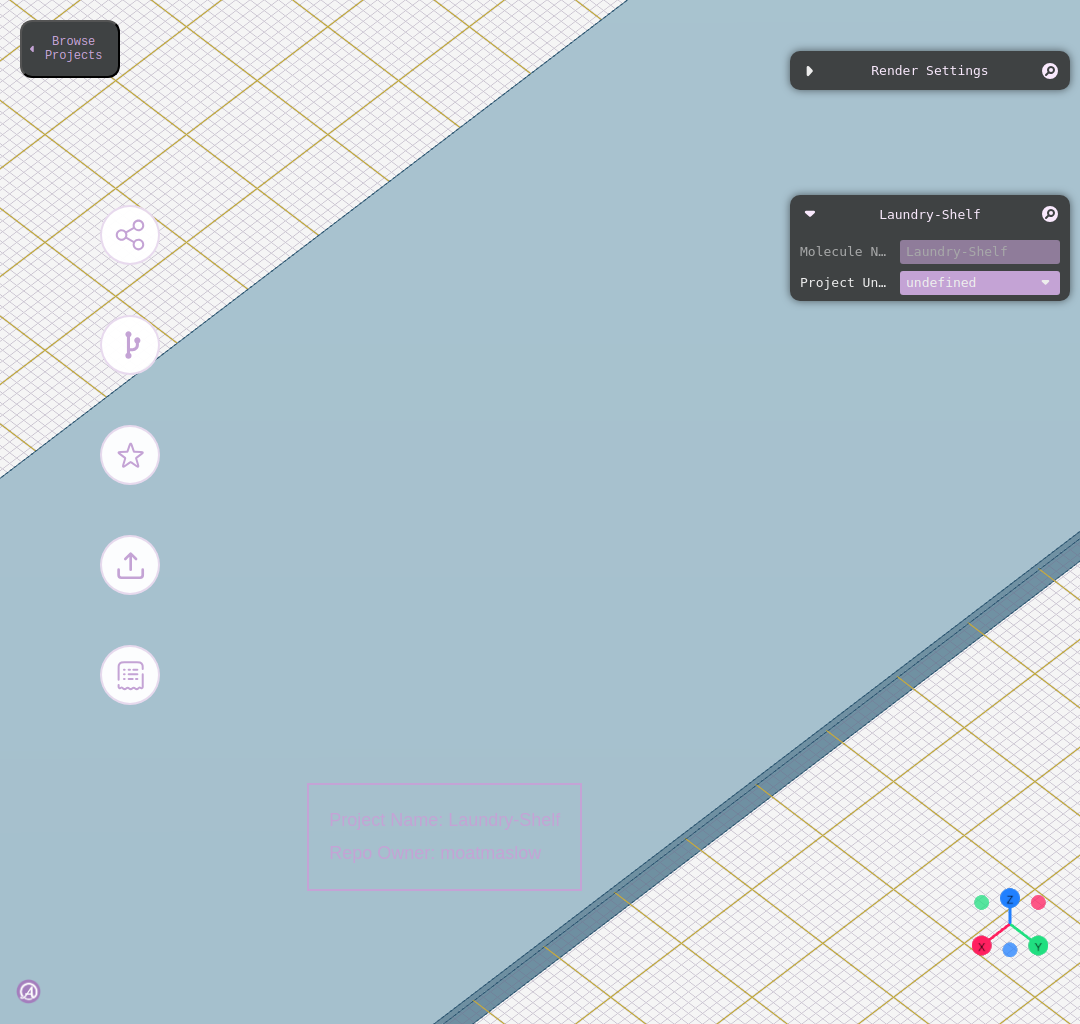 Browse
Projects
Render Settings
Laundry-Shelf
Molecule N…
Laundry-Shelf
Project Un…
undefined
Project Name: Laundry-Shelf
Repo Owner: moatmaslow
Z
X
Y
A